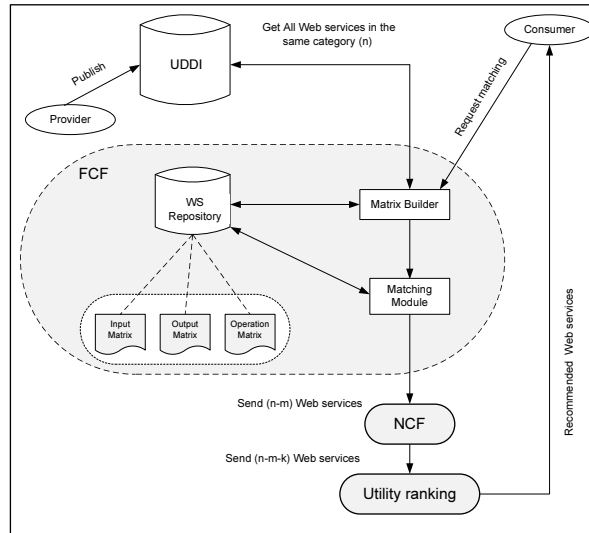 Get All Web services in the
same category (n)
Consumer
UDDI
Publish
Provider
Request matching
FCF
WS
Repository
Matrix Builder
Matching
Module
Input
Matrix
Output
Matrix
Operation
Matrix
Recommended Web services
Send (n-m) Web services
NCF
Send (n-m-k) Web services
Utility ranking